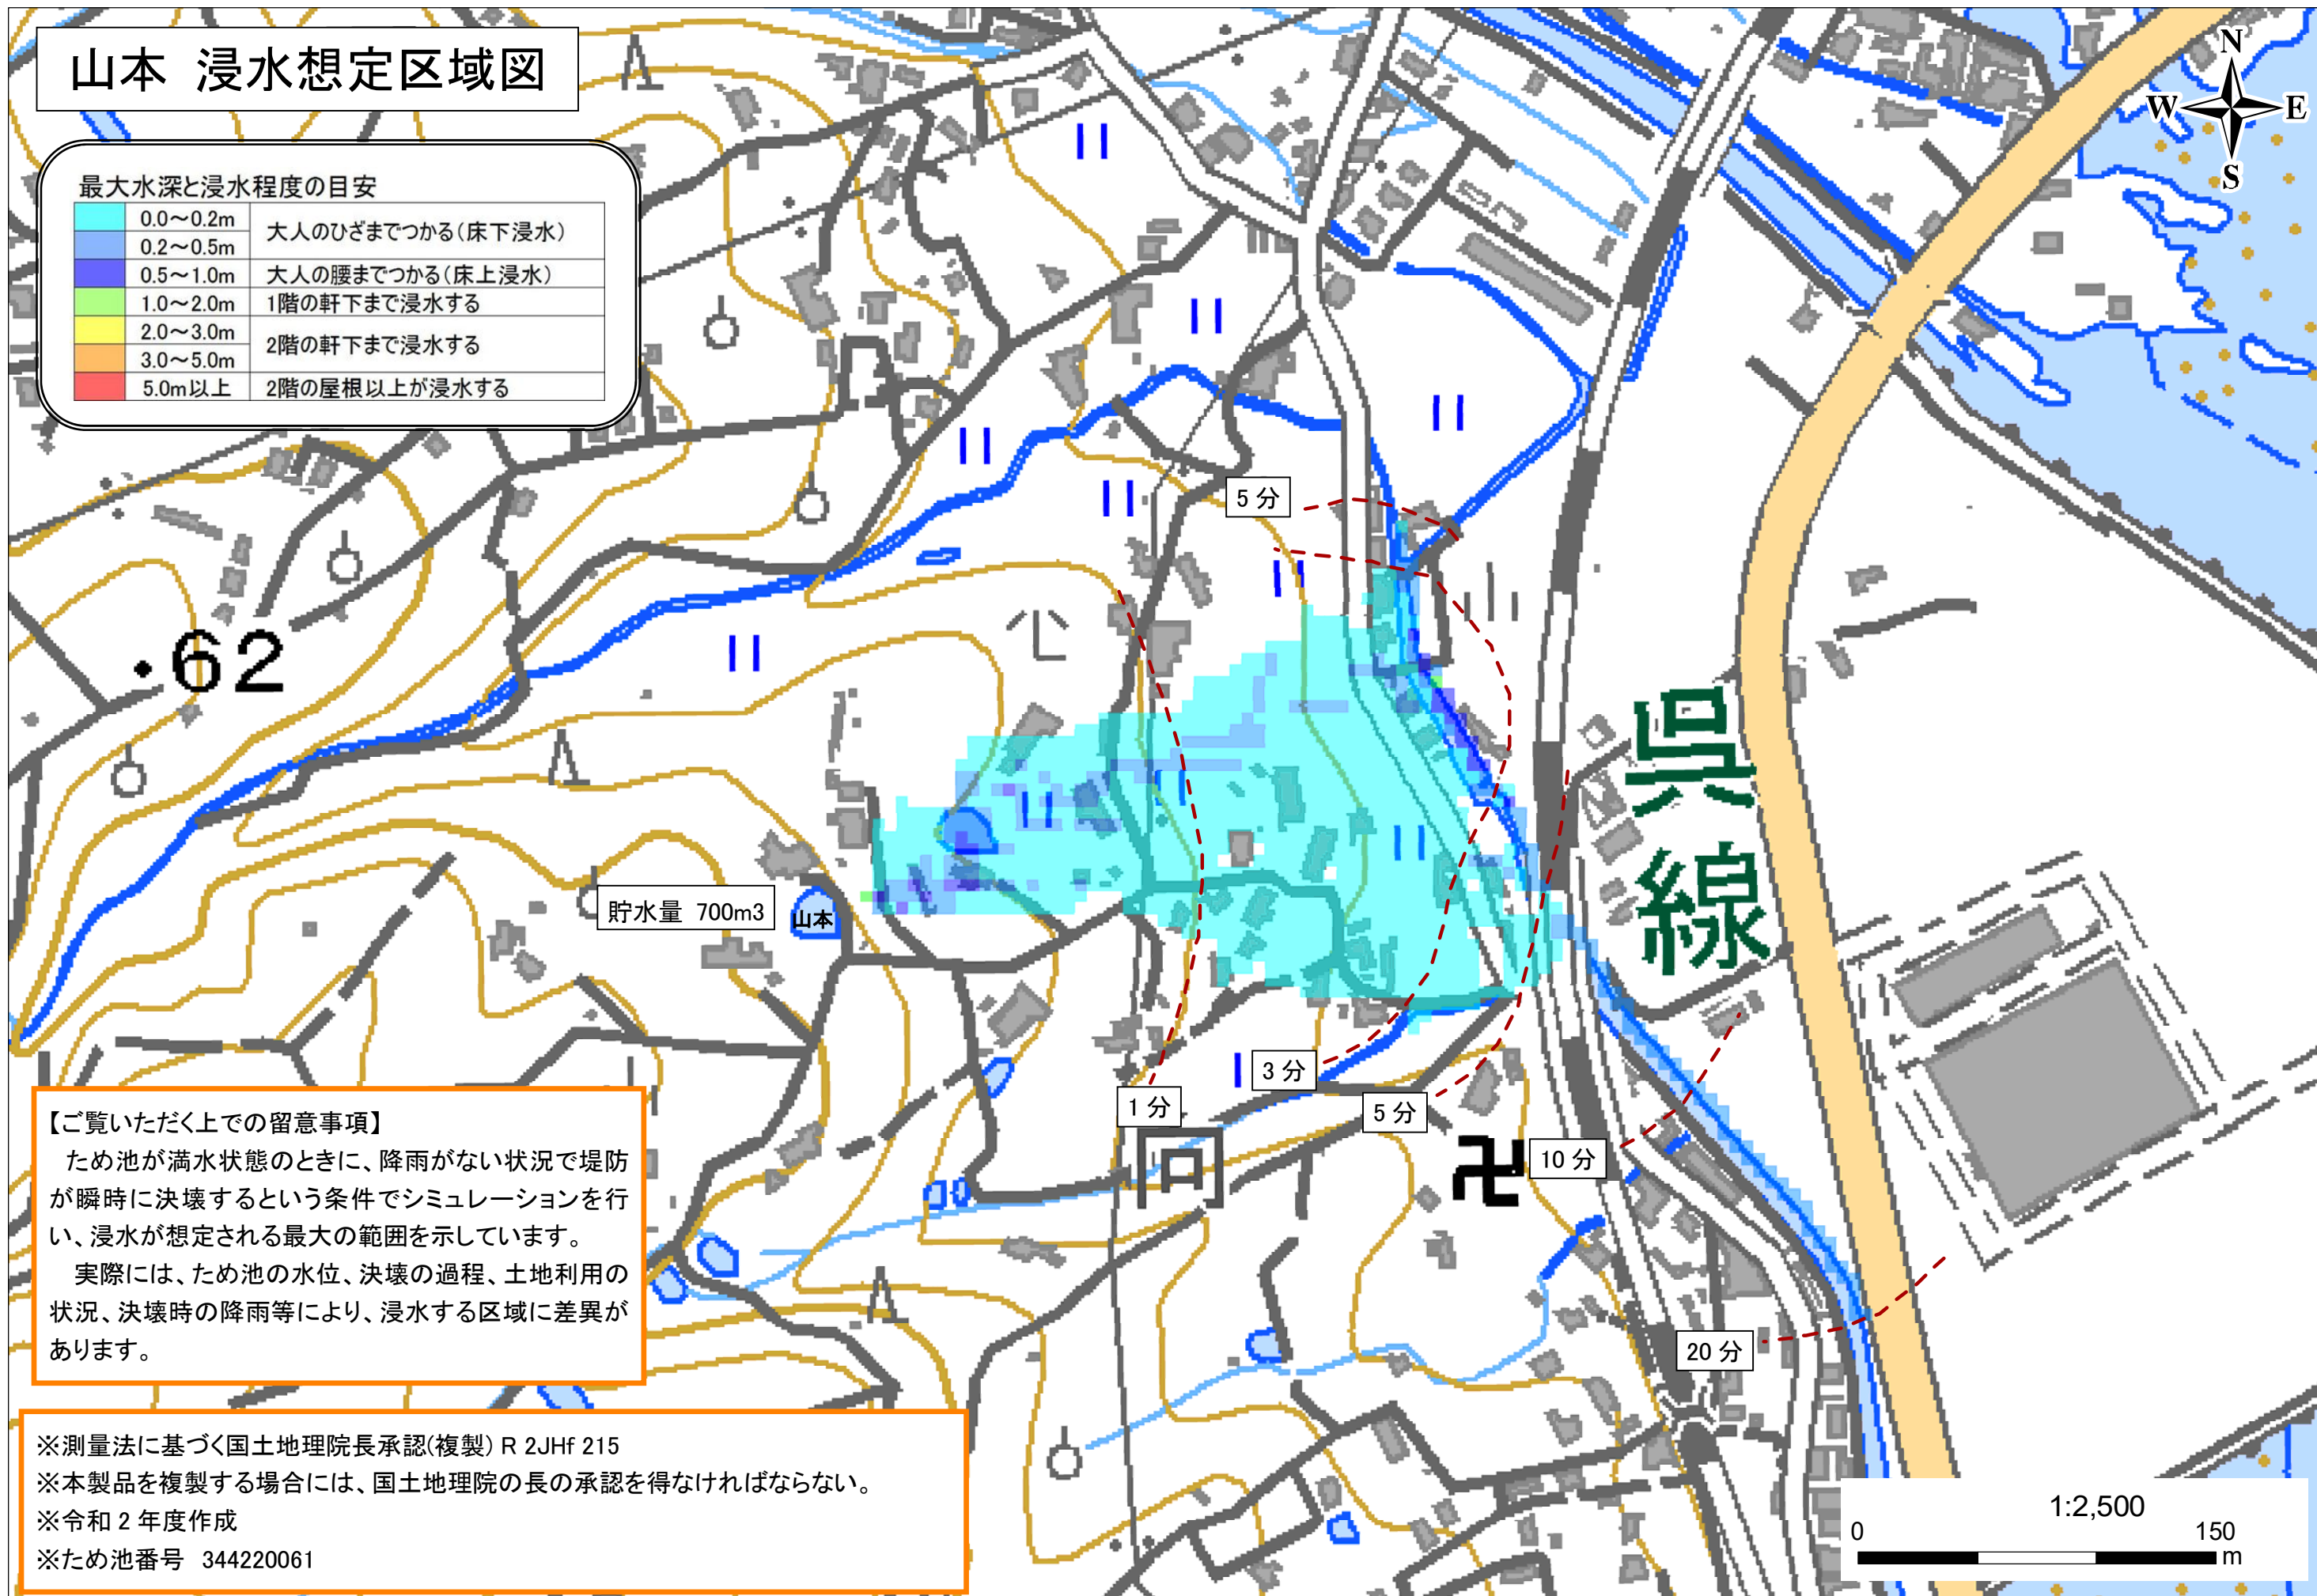 山本 浸水想定区域図
N
W E
S
最大水深と浸水程度の目安
0.0～0.2m 大人のひざまでつかる(床下浸水)
0.2～0.5m
0.5～1.0m 大人の腰までつかる(床上浸水)
1.0～2.0m 1階の軒下まで浸水する
2.0～3.0m 2階の軒下まで浸水する
3.0～5.0m
5.0m以上 2階の屋根以上が浸水する
5分
・62
呉線
貯水量 700m3
山本
3分
1分
5分
10分
20分
【ご覧いただく上での留意事項】
ため池が満水状態のときに、降雨がない状況で堤防
が瞬時に決壊するという条件でシミュレーションを行
い、浸水が想定される最大の範囲を示しています。
実際には、ため池の水位、決壊の過程、土地利用の
状況、決壊時の降雨等により、浸水する区域に差異が
あります。
※測量法に基づく国土地理院長承認(複製) R 2JHf 215
※本製品を複製する場合には、国土地理院の長の承認を得なければならない。
※令和2年度作成
※ため池番号 344220061
1:2,500
0 150
m